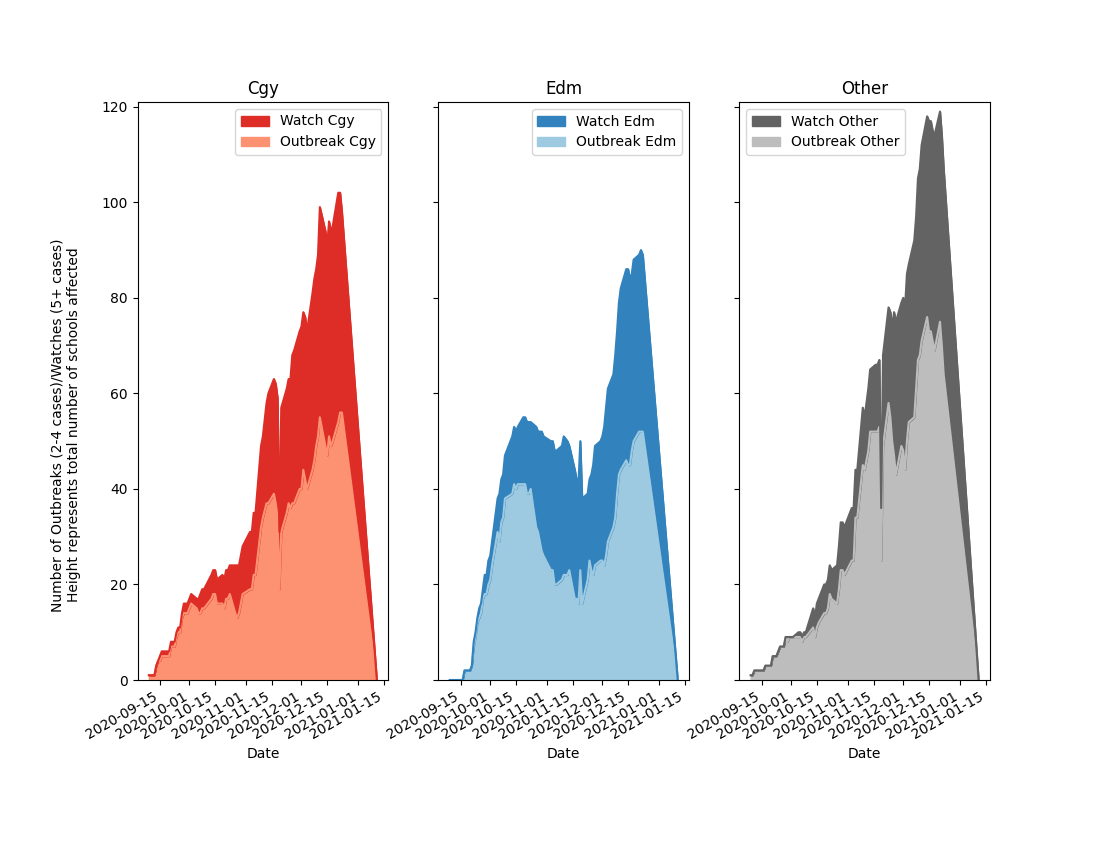 Cgy
Edm
Other
Watch Cgy
Outbreak Cgy
Watch Edm
Outbreak Edm
Watch Other
Outbreak Other
Number of Outbreaks (2-4 cases)/Watches (5+ cases)
Height represents total number of schools affected
120
100
80
60
40
20
0
2020-09-15
2020-10-01
2020-10-15
2020-11-01
2020-11-15
2020-12-01
2020-12-15
2021-01-01
2021-01-15
2020-09-15
2020-10-01
2020-10-15
2020-11-01
2020-11-15
2020-12-01
2020-12-15
2021-01-01
2021-01-15
2020-09-15
2020-10-01
2020-10-15
2020-11-01
2020-11-15
2020-12-01
2020-12-15
2021-01-01
2021-01-15
Date
Date
Date